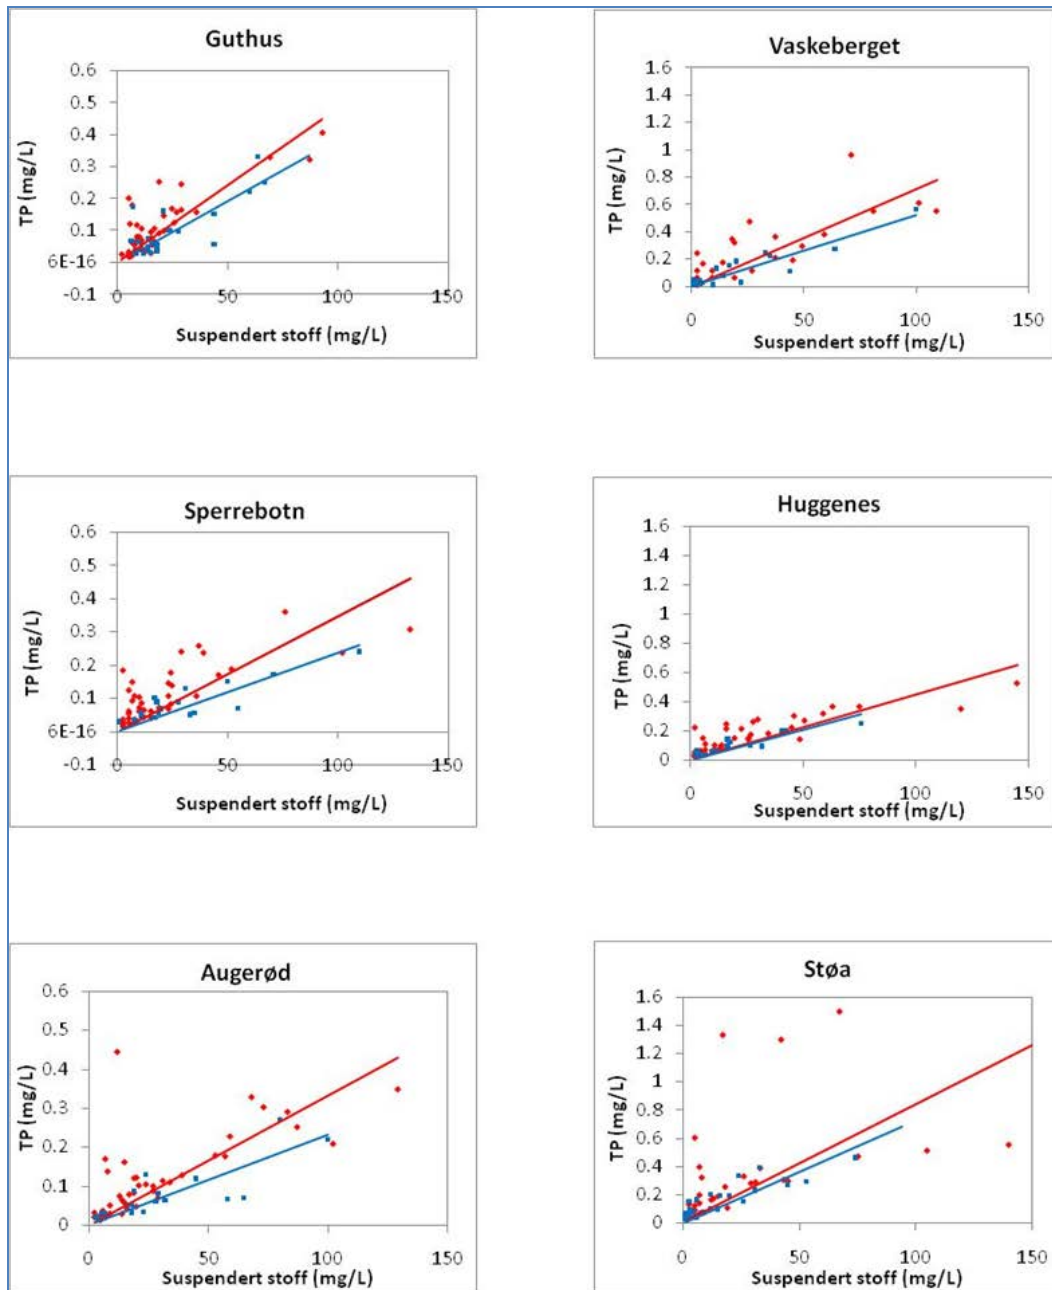 Guthus
0.6
0.5
0.4
0.3
0.2
0.1
6E-16
-0.1
TP (mg/L)
0 50 100 150
Suspendert stoff (mg/L)
Vaskeberget
1.6
1.4
1.2
1
0.8
0.6
0.4
0.2
0
TP (mg/L)
0 50 100 150
Suspendert stoff (mg/L)
Sperrebotn
0.6
0.5
0.4
0.3
0.2
0.1
6E-16
-0.1
TP (mg/L)
0 50 100 150
Suspendert stoff (mg/L)
Huggenes
1.6
1.4
1.2
1
0.8
0.6
0.4
0.2
0
TP (mg/L)
0 50 100 150
Suspendert stoff (mg/L)
Augerød
0.6
0.5
0.4
0.3
0.2
0.1
0
TP (mg/L)
0 50 100 150
Suspendert stoff (mg/L)
Støa
1.6
1.4
1.2
1
0.8
0.6
0.4
0.2
0
TP (mg/L)
0 50 100 150
Suspendert stoff (mg/L)